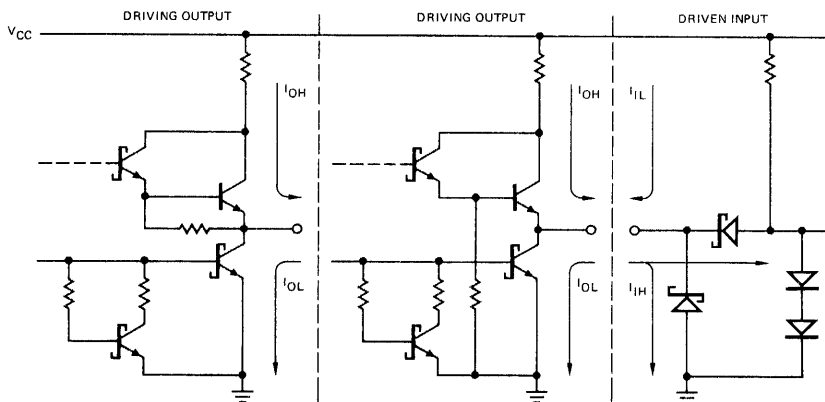 DRIVING OUTPUT
DRIVING OUTPUT
DRIVEN INPUT
VCC
IOH
IOH
IIL
IOL
IOL
IIH